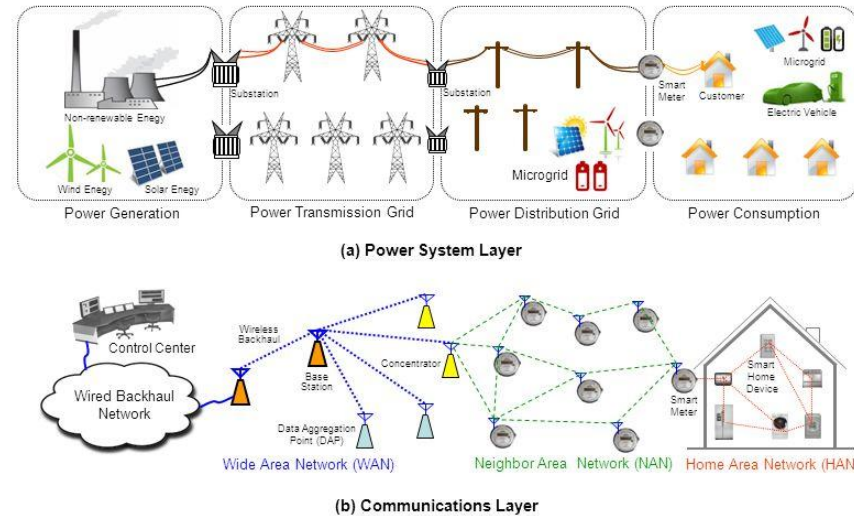 Non-renewable Enegy
Wind Enegy
Solar Enegy
Substation
Substation
Microgrid
Smart
Meter
Customer
Microgrid
Electric Vehicle
Power Generation
Power Transmission Grid
Power Distribution Grid
Power Consumption
(a) Power System Layer
Control Center
Wired Backhaul
Network
Wireless
Backhaul
Base
Station
Concentrator
Data Aggregation
Point (DAP)
Smart
Meter
Smart
Home
Device
Wide Area Network (WAN)
Neighbor Area Network (NAN)
Home Area Network (HAN
(b) Communications Layer